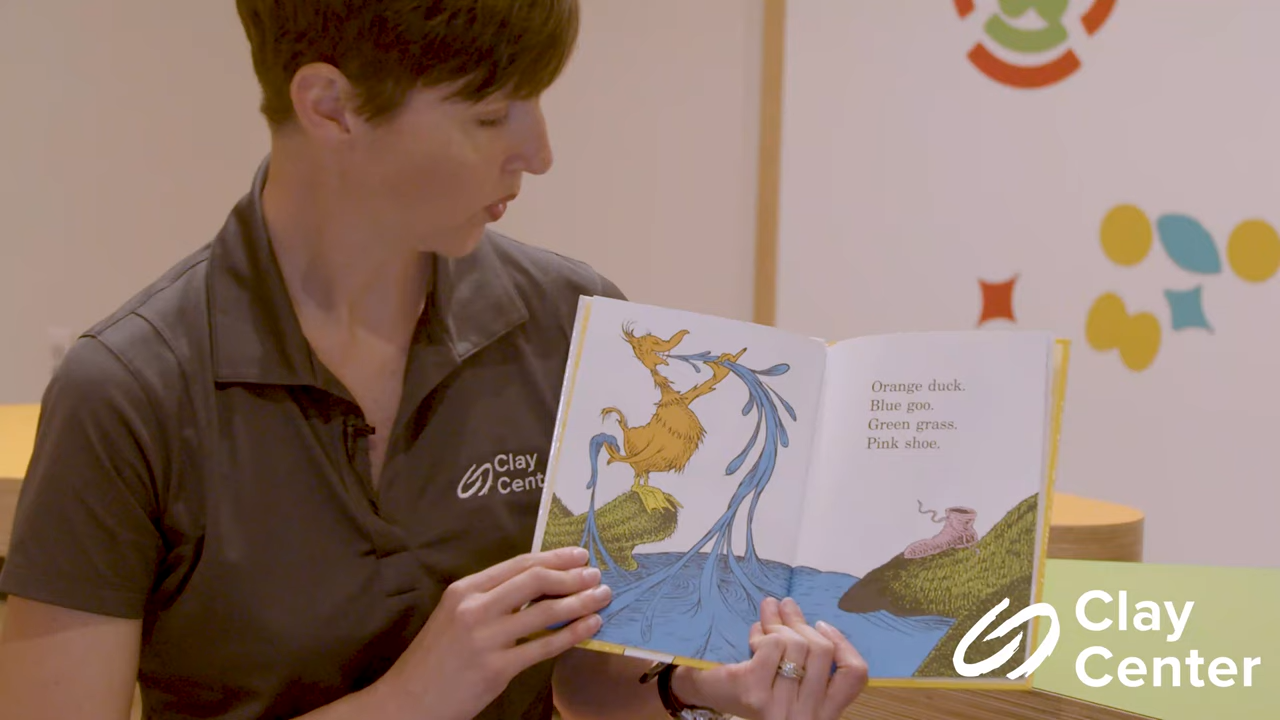 Clay
Cent
Orange duck.
Blue goo.
Green grass.
Pink shoe.
Clay
Center